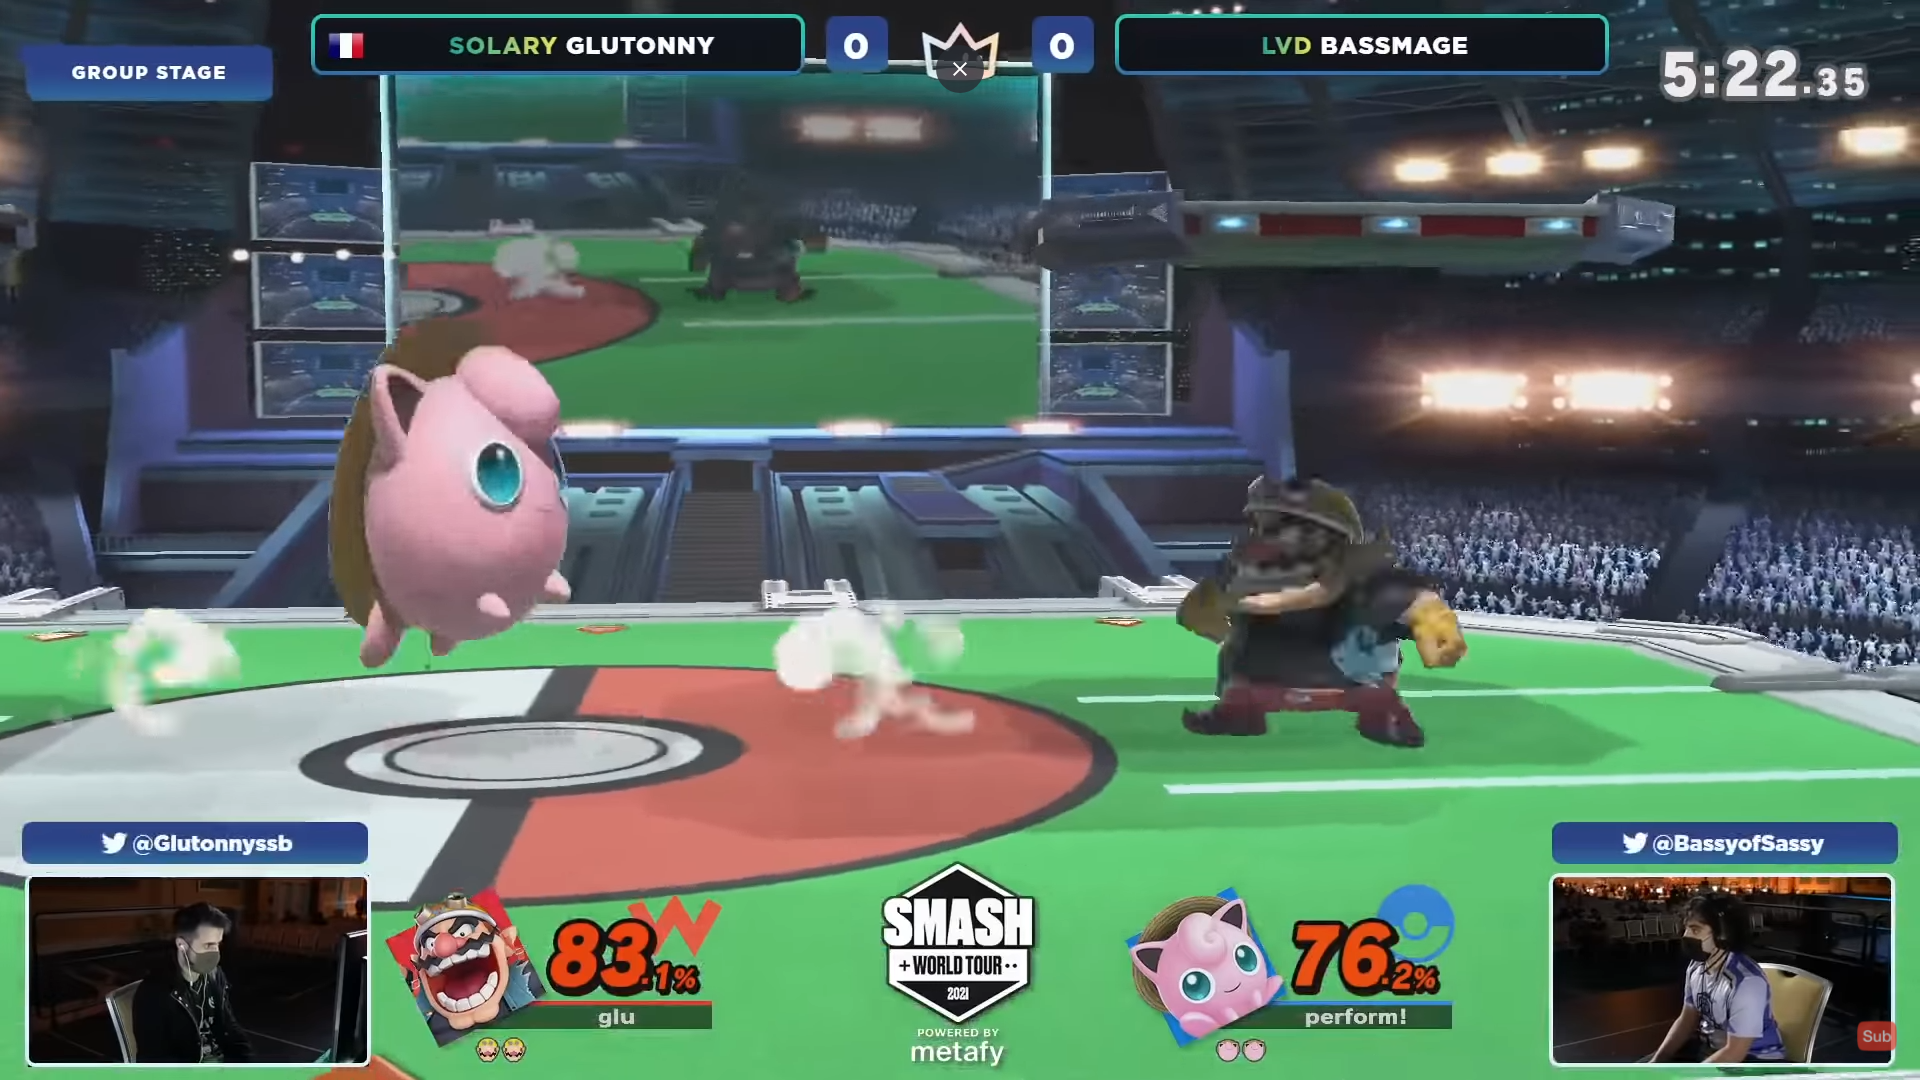 GROUP STAGE
SOLARY GLUTONNY
0
0
LVD BASSMAGE
5:22.35
@Glutonnyssb
@BassyofSassy
83.1%
glu
SMASH
WORLD TOUR
2021
POWERED BY
metafy
76.2%
perform!
Sub